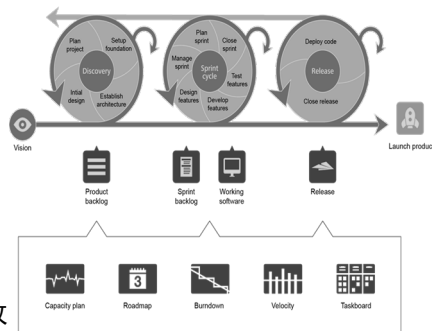 Plan
project
Setup
foundation
Discovery
Intial
design
Establish
architecture
Plan
sprint
Close
sprint
Manage
sprint
Sprint
cycle
Test
features
Design
features
Develop
features
Deploy code
Release
Close release
Vision
Launch produc
Product
backlog
Sprint
backlog
Working
software
Release
3
Capacity plan
Roadmap
Burndown
Velocity
Taskboard